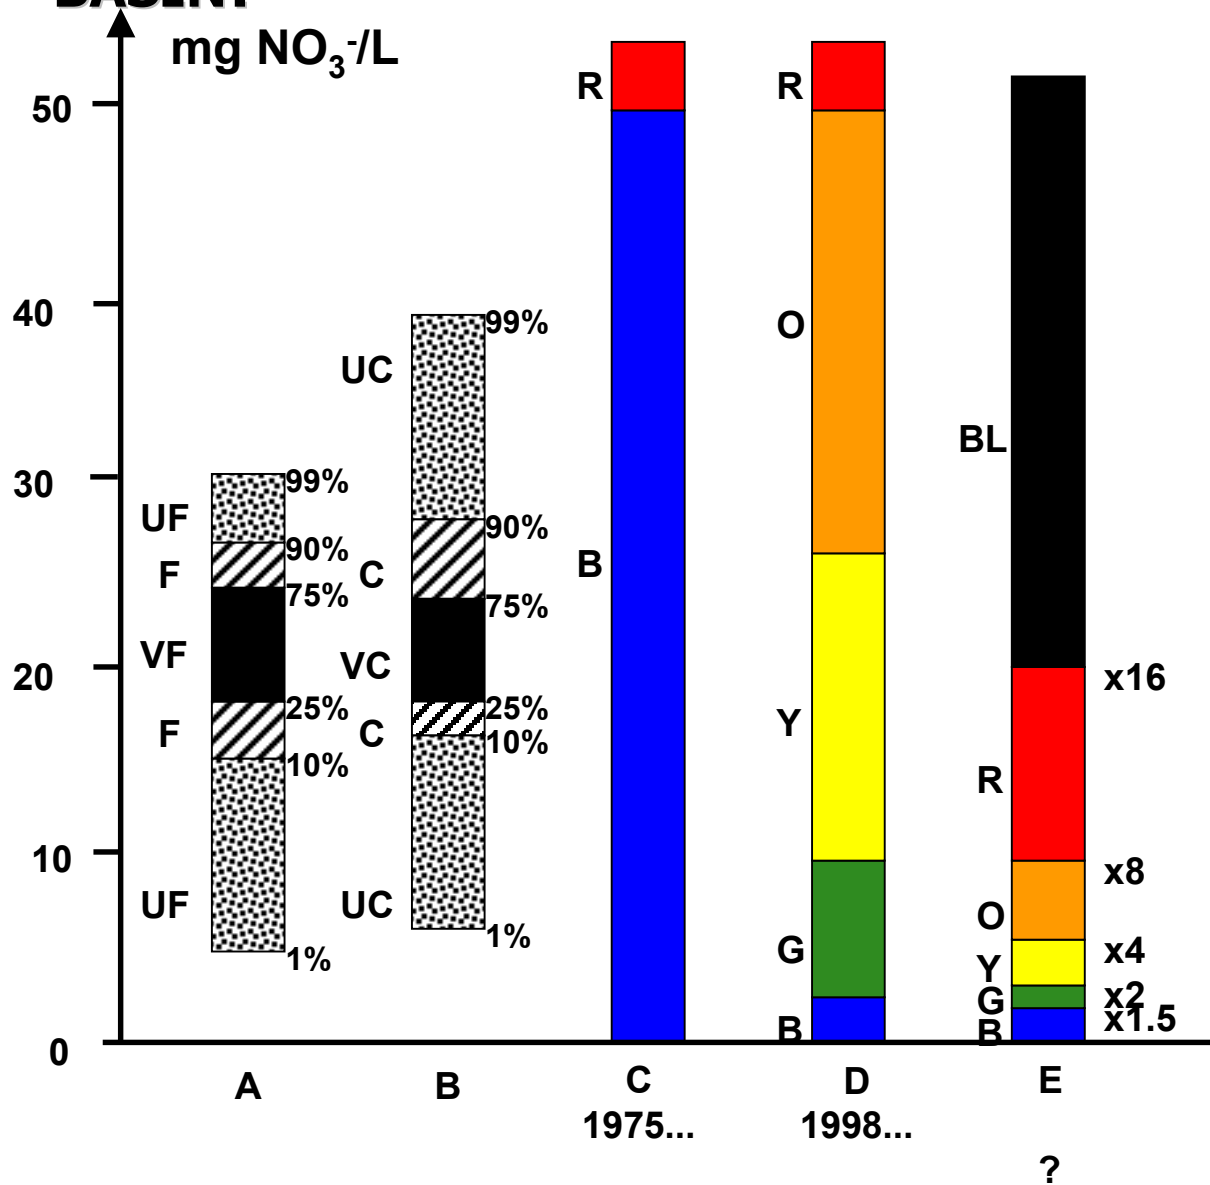 mg NO₃⁻/L
50
40
30
20
10
0
99%
UF
90%
F
75%
VF
25%
F
10%
UF
1%
99%
UC
90%
C
75%
VC
25%
C
10%
UC
1%
R
B
R
O
Y
G
B
BL
x16
R
x8
O
x4
Y
x2
G
x1.5
B
A
B
C
D
E
1975...
1998...
?